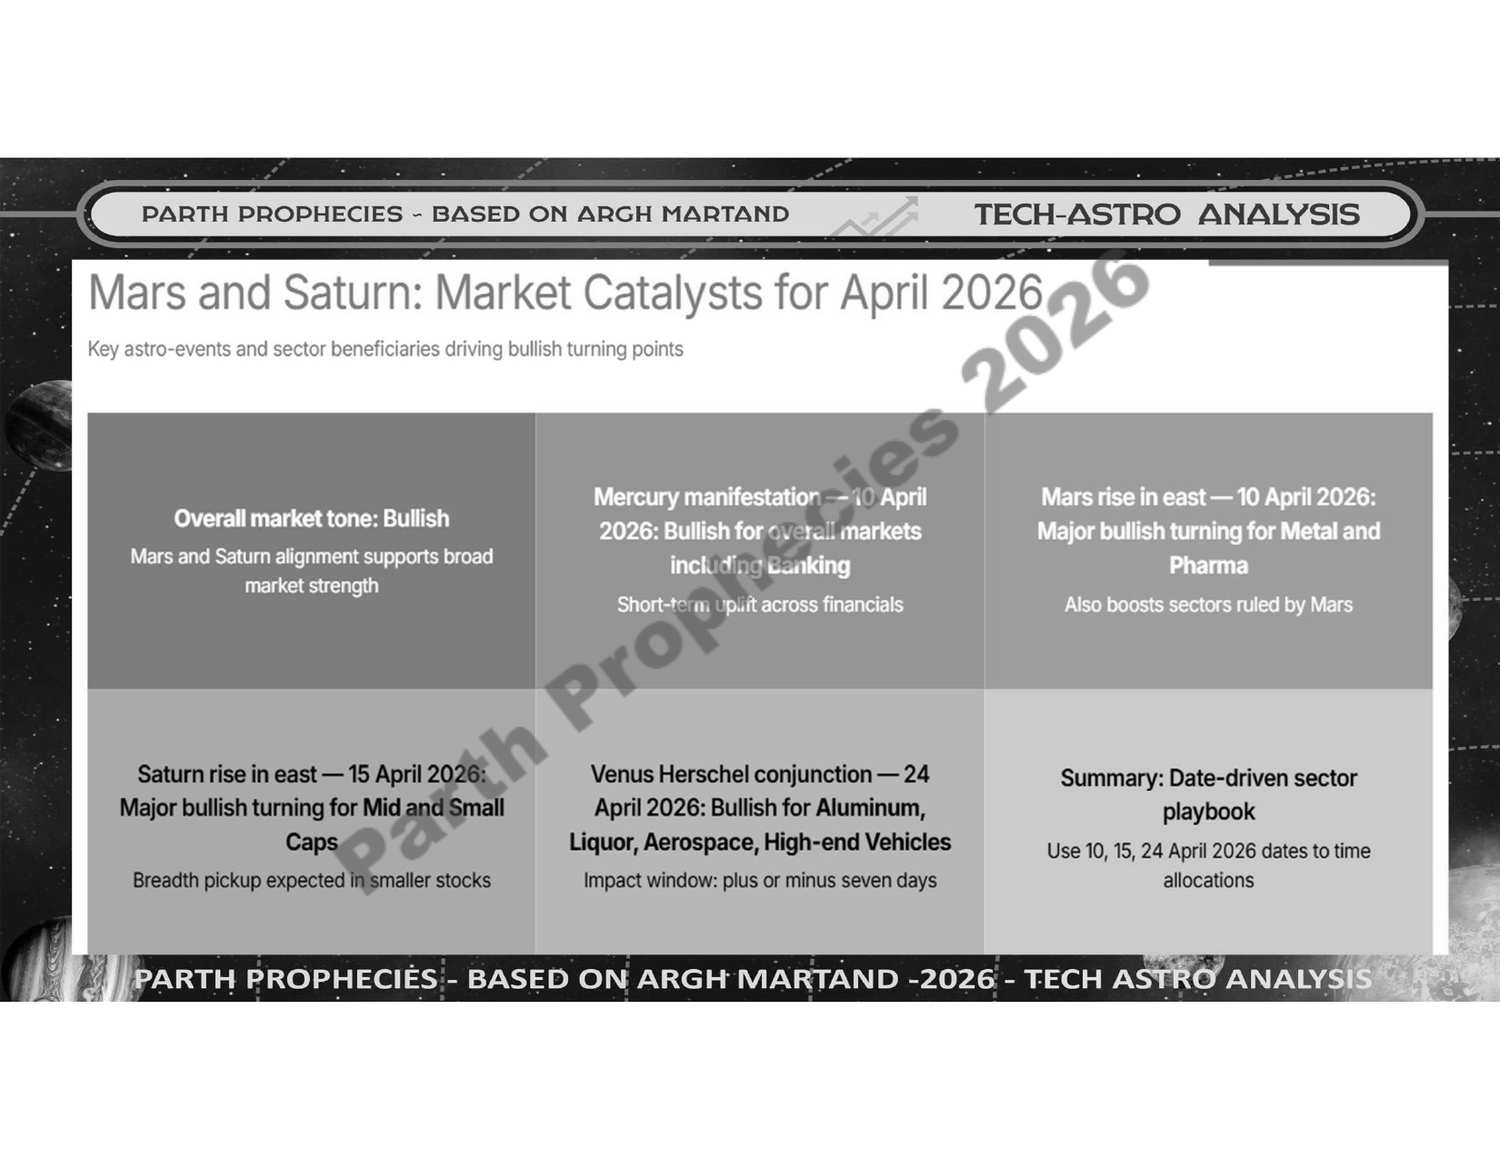 PARTH PROPHECIES ~ BASED ON ARGH MARTAND
TECH-ASTRO ANALYSIS
Mars and Saturn: Market Catalysts for April 2026
Key astro-events and sector beneficiaries driving bullish turning points
Overall market tone: Bullish
Mars and Saturn alignment supports broad
market strength
Mercury manifestation — 10 April
2026: Bullish for overall markets
including Banking
Short-term uplift across financials
Mars rise in east — 10 April 2026:
Major bullish turning for Metal and
Pharma
Also boosts sectors ruled by Mars
Saturn rise in east — 15 April 2026:
Major bullish turning for Mid and Small
Caps
Breadth pickup expected in smaller stocks
Venus Herschel conjunction — 24
April 2026: Bullish for Aluminum,
Liquor, Aerospace, High-end Vehicles
Impact window: plus or minus seven days
Summary: Date-driven sector
playbook
Use 10, 15, 24 April 2026 dates to time
allocations
Parth Prophecies 2026
PARTH PROPHECIES - BASED ON ARGH MARTAND -2026 - TECH ASTRO ANALYSIS